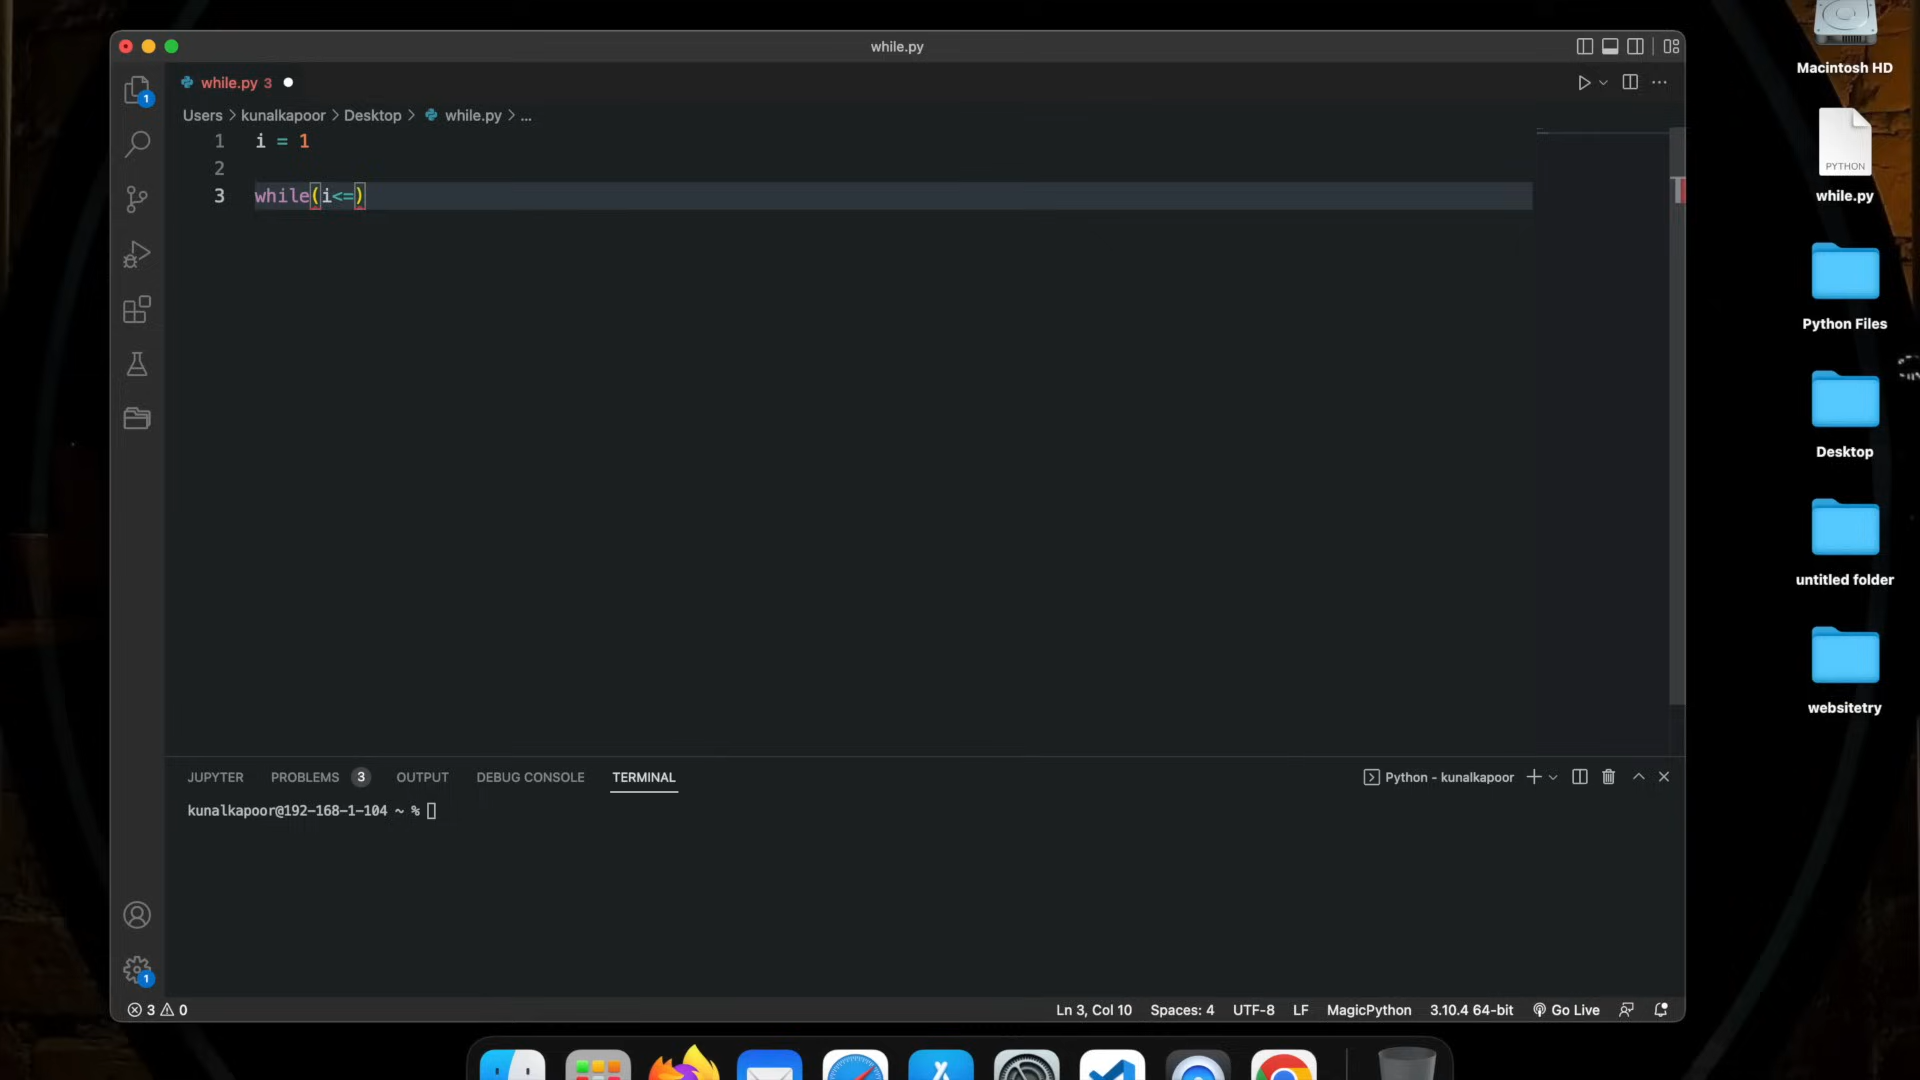 while.py
while.py 3
Users > kunalkapoor > Desktop > while.py > ...
1 i = 1
2
3 while(i<=)
JUPYTER PROBLEMS 3 OUTPUT DEBUG CONSOLE TERMINAL
Python - kunalkapoor
kunalkapoor@192-168-1-104 ~ %
1
1
3 0
Ln 3, Col 10 Spaces: 4 UTF-8 LF MagicPython 3.10.4 64-bit Go Live
Macintosh HD
PYTHON
while.py
Python Files
Desktop
untitled folder
websitetry